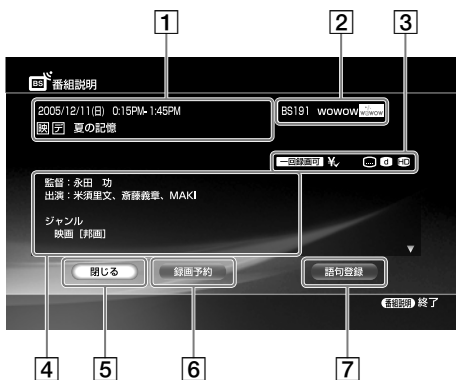 1 2 3
BS 番組説明
2005/12/11(日) 0:15PM-1:45PM
BS191 wowow WOWOW
映 デ 夏の記憶
一回録画可 ¥ d HD
監督：永田 功
出演：米須里文、斎藤義章、MAKI
ジャンル
映画［邦画］
閉じる 録画予約 語句登録
番組説明 終了
4 5 6 7